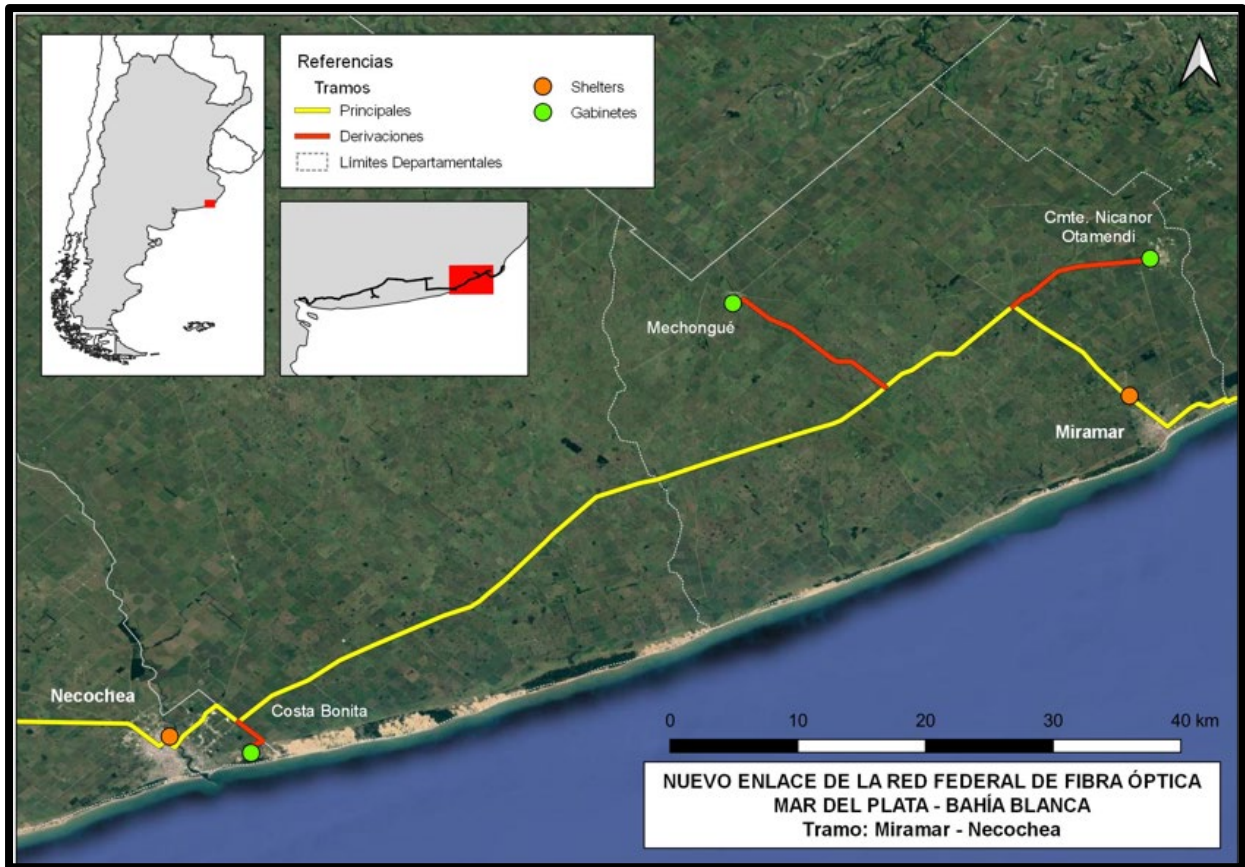 Referencias
Tramos
Principales
Derivaciones
Límites Departamentales
Shelters
Gabinetes
Cmte. Nicanor
Otamendi
Mechongué
Miramar
Necochea
Costa Bonita
0 10 20 30 40 km
NUEVO ENLACE DE LA RED FEDERAL DE FIBRA ÓPTICA
MAR DEL PLATA - BAHÍA BLANCA
Tramo: Miramar - Necochea